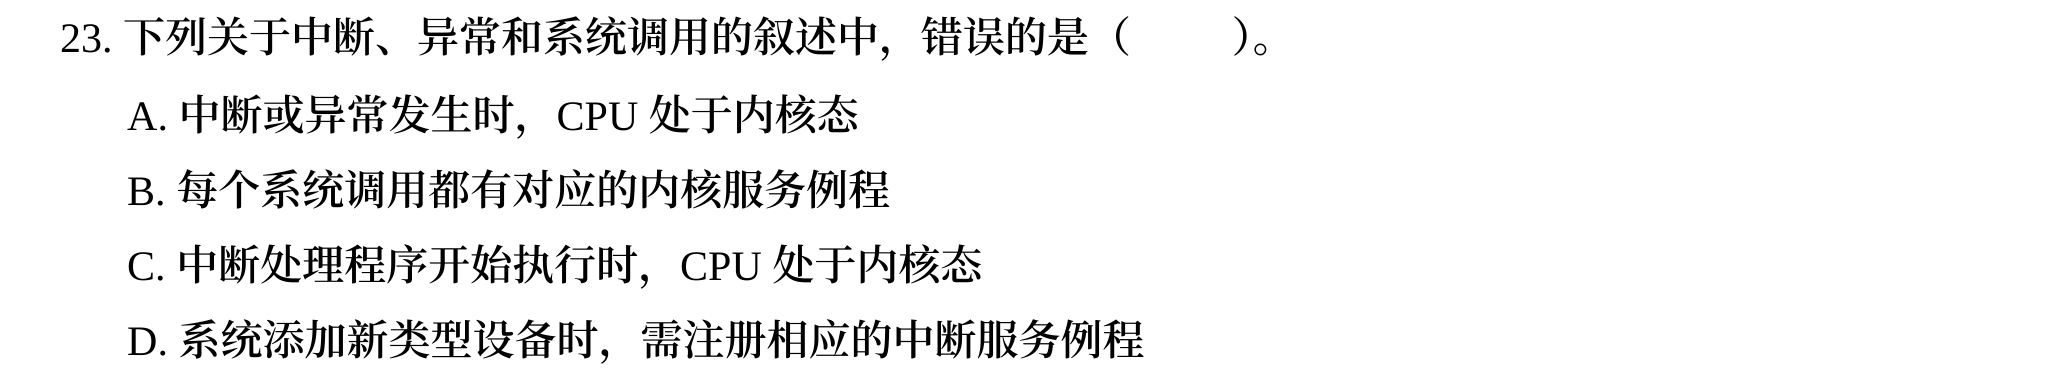 23. 下列关于中断、异常和系统调用的叙述中，错误的是（　　）。
A. 中断或异常发生时，CPU 处于内核态
B. 每个系统调用都有对应的内核服务例程
C. 中断处理程序开始执行时，CPU 处于内核态
D. 系统添加新类型设备时，需注册相应的中断服务例程